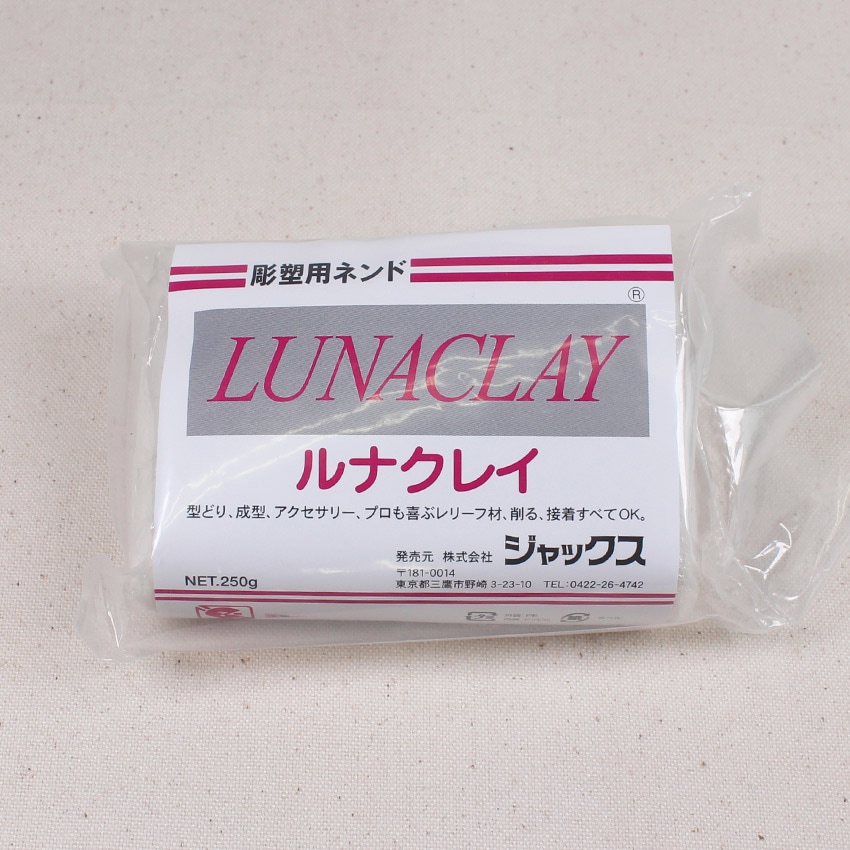 彫塑用ネンド
®
LUNACLAY
ルナクレイ
型どり、成型、アクセサリー、プロも喜ぶレリーフ材、削る、接着すべてOK。
発売元 株式会社 ジャックス
〒181-0014
NET.250g 東京都三鷹市野崎3-23-10 TEL:0422-26-4742